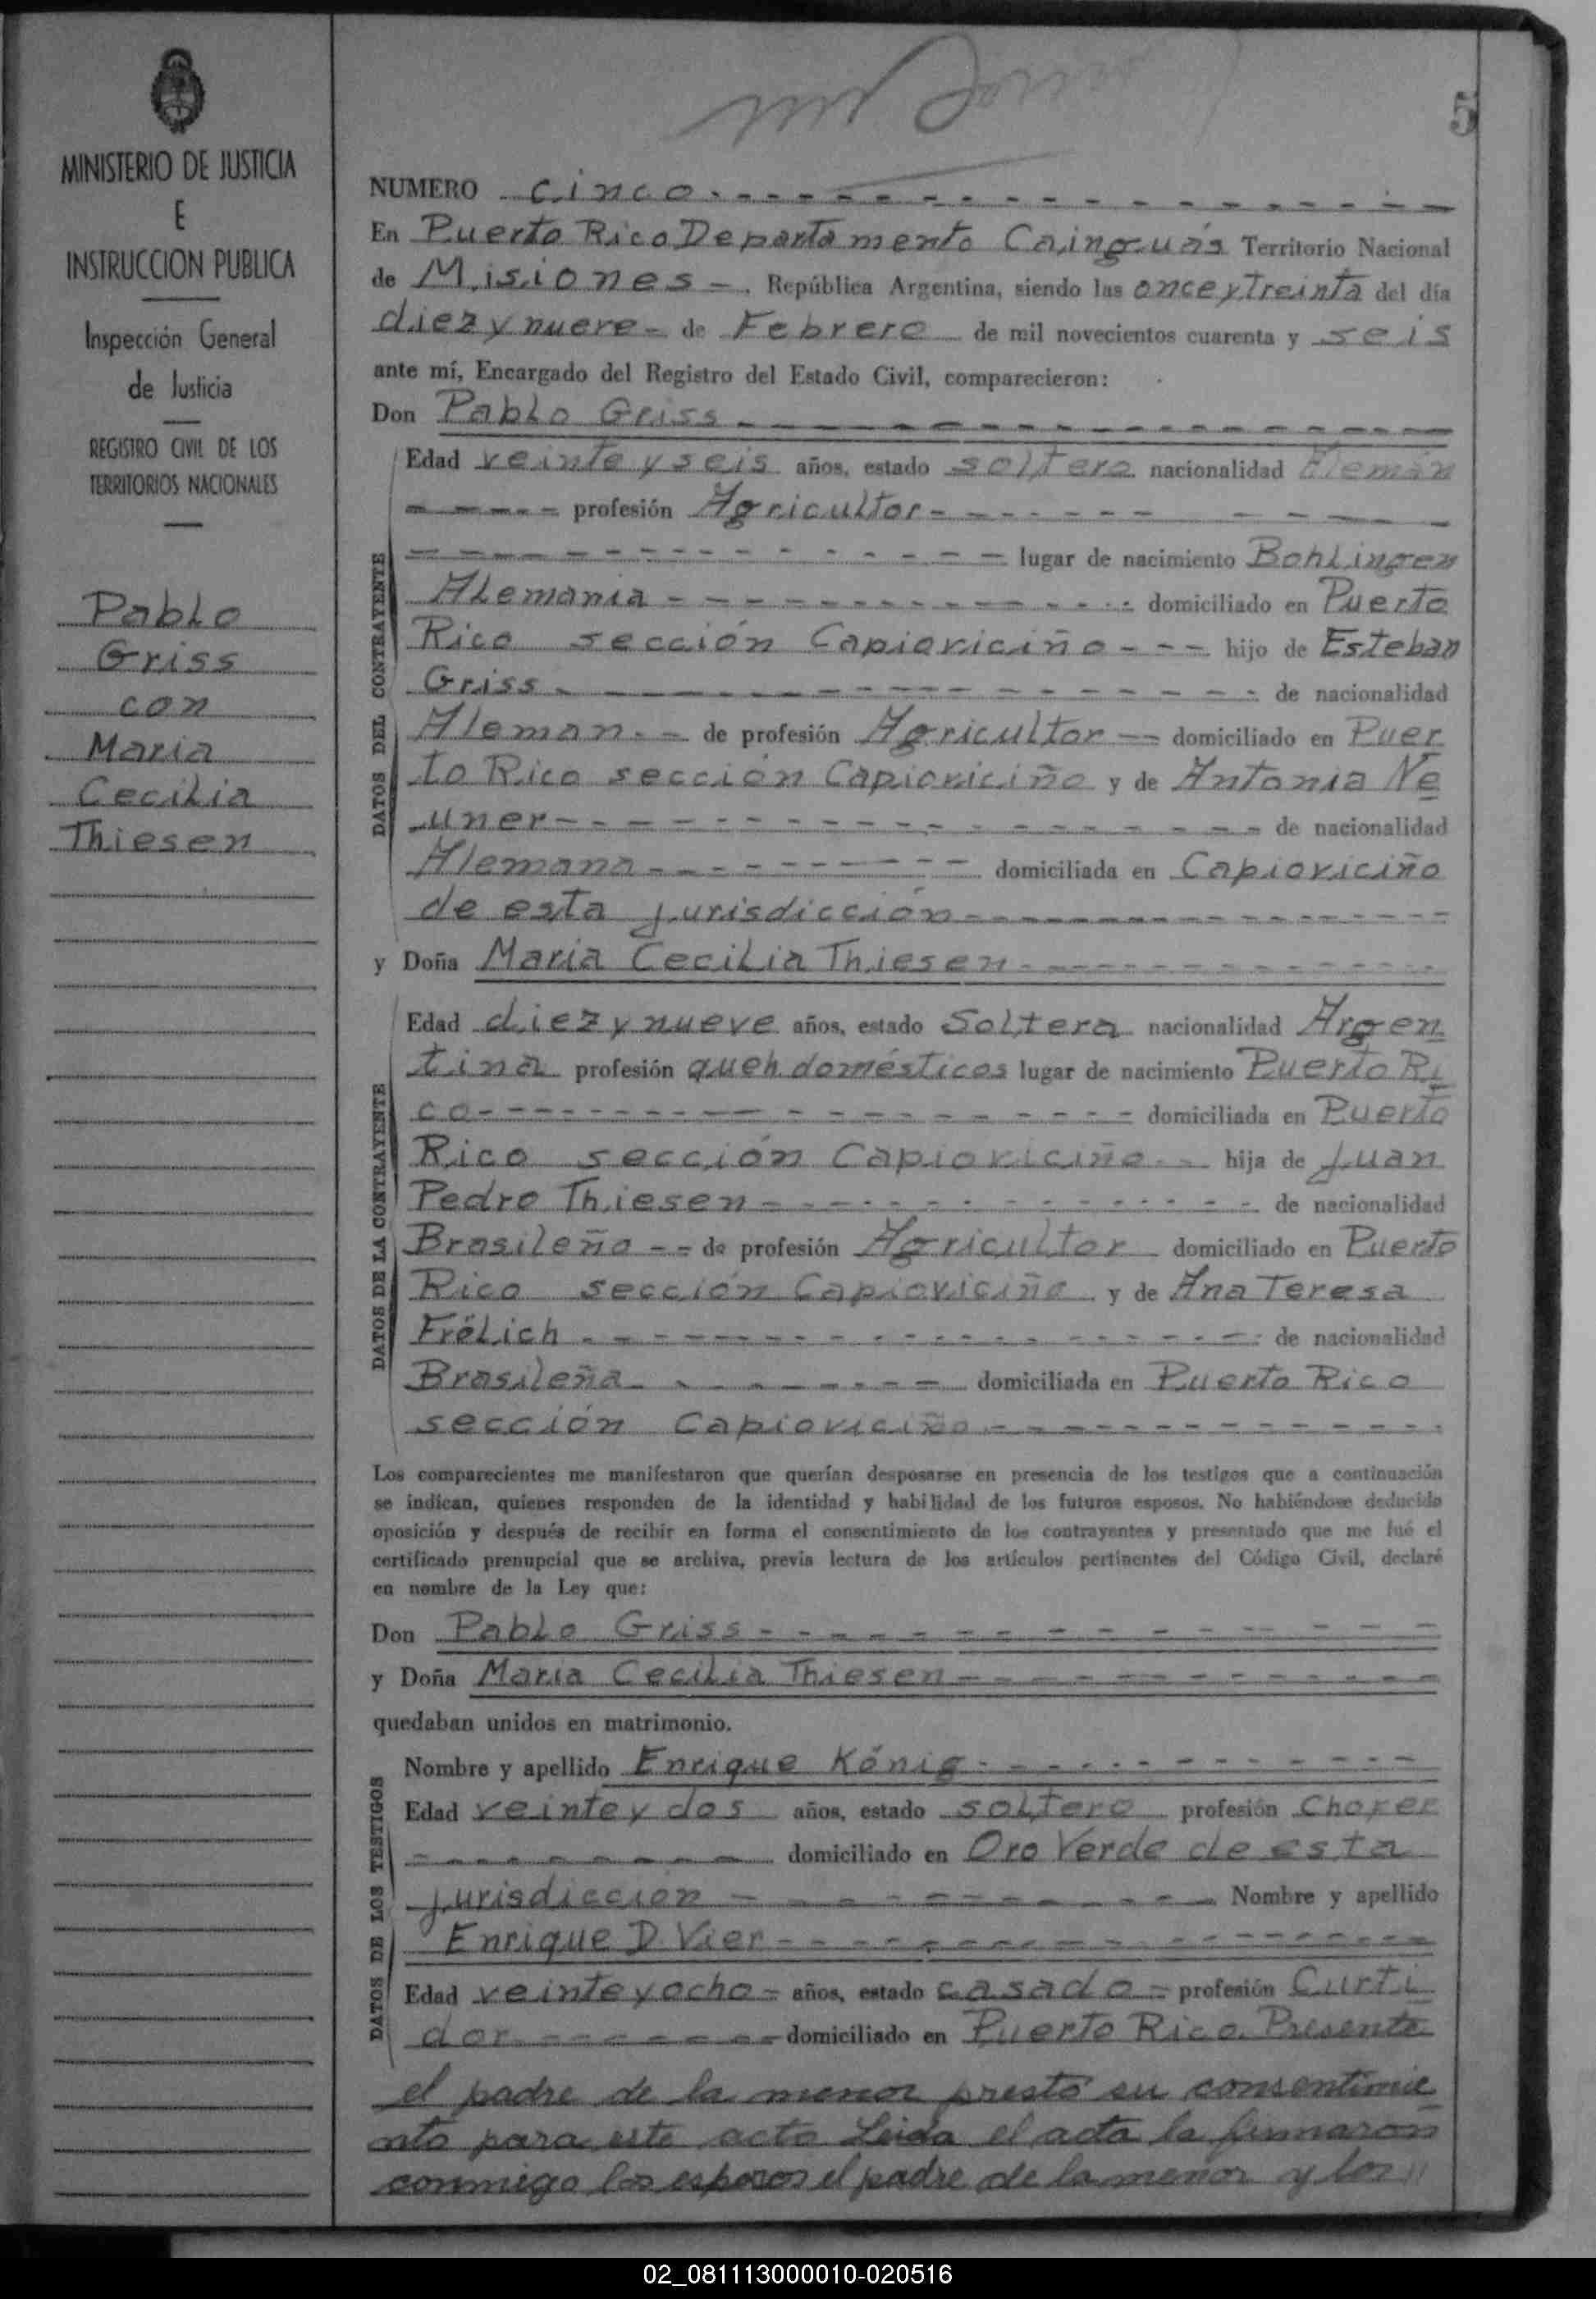 5
MINISTERIO DE JUSTICIA
E
INSTRUCCION PUBLICA
Inspección General
de Justicia
REGISTRO CIVIL DE LOS
TERRITORIOS NACIONALES
Pablo
Griss
con
Maria
Cecilia
Thiesen
NUMERO cinco
En Puerto Rico Departamento Cainguás Territorio Nacional
de Misiones República Argentina, siendo las once y treinta del día
diez y nueve de Febrero de mil novecientos cuarenta y seis
ante mí, Encargado del Registro del Estado Civil, comparecieron:
Don Pablo Griss
DATOS DEL CONTRAYENTE
Edad veinte y seis años, estado soltero nacionalidad Alemán
profesión Agricultor
lugar de nacimiento Bohlingen
Alemania domiciliado en Puerto
Rico sección Capioviciño hijo de Esteban
Griss de nacionalidad
Aleman de profesión Agricultor domiciliado en Puer
to Rico sección Capioviciño y de Antonia Ne
uner de nacionalidad
Alemana domiciliada en Capioviciño
de esta jurisdicción
y Doña Maria Cecilia Thiesen
DATOS DE LA CONTRAYENTE
Edad diez y nueve años, estado Soltera nacionalidad Argen
tina profesión queh. domésticos lugar de nacimiento Puerto Ri
co domiciliada en Puerto
Rico sección Capioviciño hija de Juan
Pedro Thiesen de nacionalidad
Brasileño de profesión Agricultor domiciliado en Puerto
Rico sección Capioviciño y de Ana Teresa
Frölich de nacionalidad
Brasileña domiciliada en Puerto Rico
sección Capioviciño
Los comparecientes me manifestaron que querían desposarse en presencia de los testigos que a continuación
se indican, quienes responden de la identidad y habilidad de los futuros esposos. No habiéndose deducido
oposición y después de recibir en forma el consentimiento de los contrayentes y presentado que me fué el
certificado prenupcial que se archiva, previa lectura de los artículos pertinentes del Código Civil, declaré
en nombre de la Ley que:
Don Pablo Griss
y Doña Maria Cecilia Thiesen
quedaban unidos en matrimonio.
DATOS DE LOS TESTIGOS
Nombre y apellido Enrique König
Edad veinte y dos años, estado soltero profesión Chofer
domiciliado en Oro Verde de esta
jurisdicción Nombre y apellido
Enrique D. Vier
Edad veinte y ocho años, estado casado profesión Curti
dor domiciliado en Puerto Rico. Presente
el padre de la menor prestó su consentimie
nto para este acto Leida el acta la firmaron
conmigo los esposos el padre de la menor y los
02_081113000010-020516